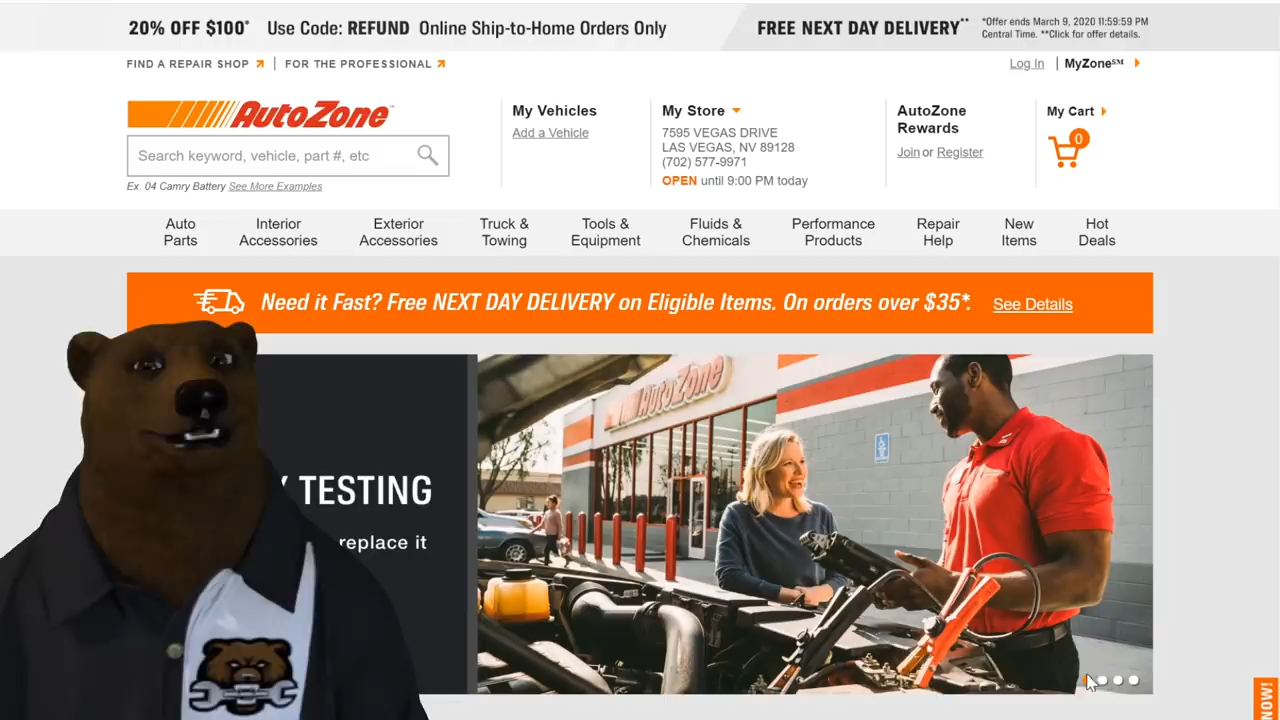 20% OFF $100* Use Code: REFUND Online Ship-to-Home Orders Only
FREE NEXT DAY DELIVERY**
*Offer ends March 9, 2020 11:59:59 PM
Central Time. **Click for offer details.
FIND A REPAIR SHOP | FOR THE PROFESSIONAL
Log In | MyZone℠
AutoZone
Search keyword, vehicle, part #, etc
Ex. 04 Camry Battery See More Examples
My Vehicles
Add a Vehicle
My Store
7595 VEGAS DRIVE
LAS VEGAS, NV 89128
(702) 577-9971
OPEN until 9:00 PM today
AutoZone
Rewards
Join or Register
My Cart
0
Auto
Parts
Interior
Accessories
Exterior
Accessories
Truck &
Towing
Tools &
Equipment
Fluids &
Chemicals
Performance
Products
Repair
Help
New
Items
Hot
Deals
Need it Fast? Free NEXT DAY DELIVERY on Eligible Items. On orders over $35*. See Details
TESTING
replace it
AutoZone
NOW!